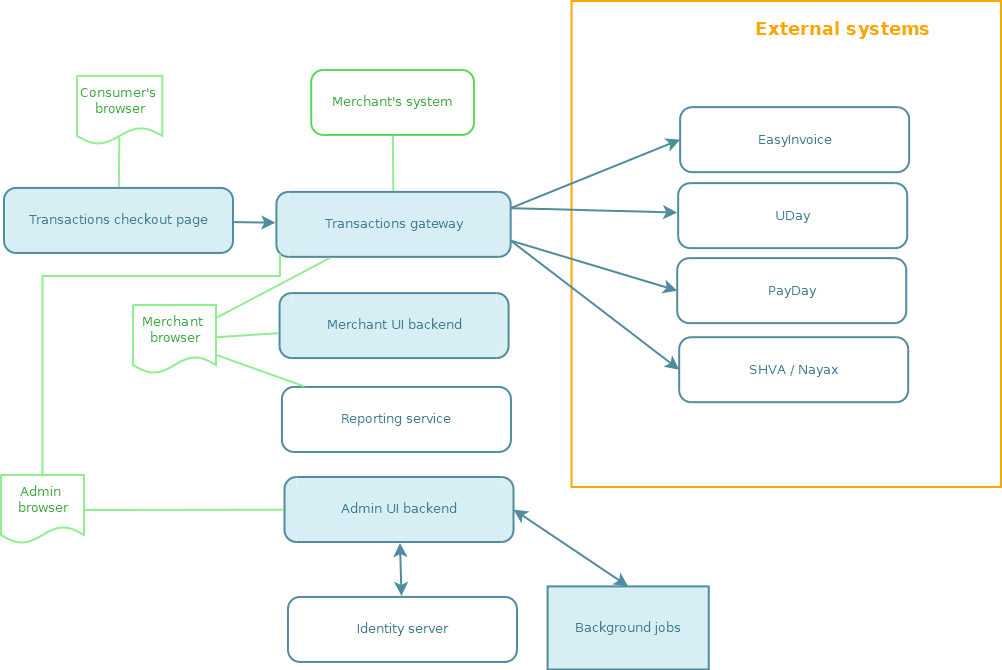 External systems
Consumer's
browser
Merchant's system
EasyInvoice
Transactions checkout page
Transactions gateway
UDay
PayDay
Merchant
browser
Merchant UI backend
SHVA / Nayax
Reporting service
Admin
browser
Admin UI backend
Identity server
Background jobs